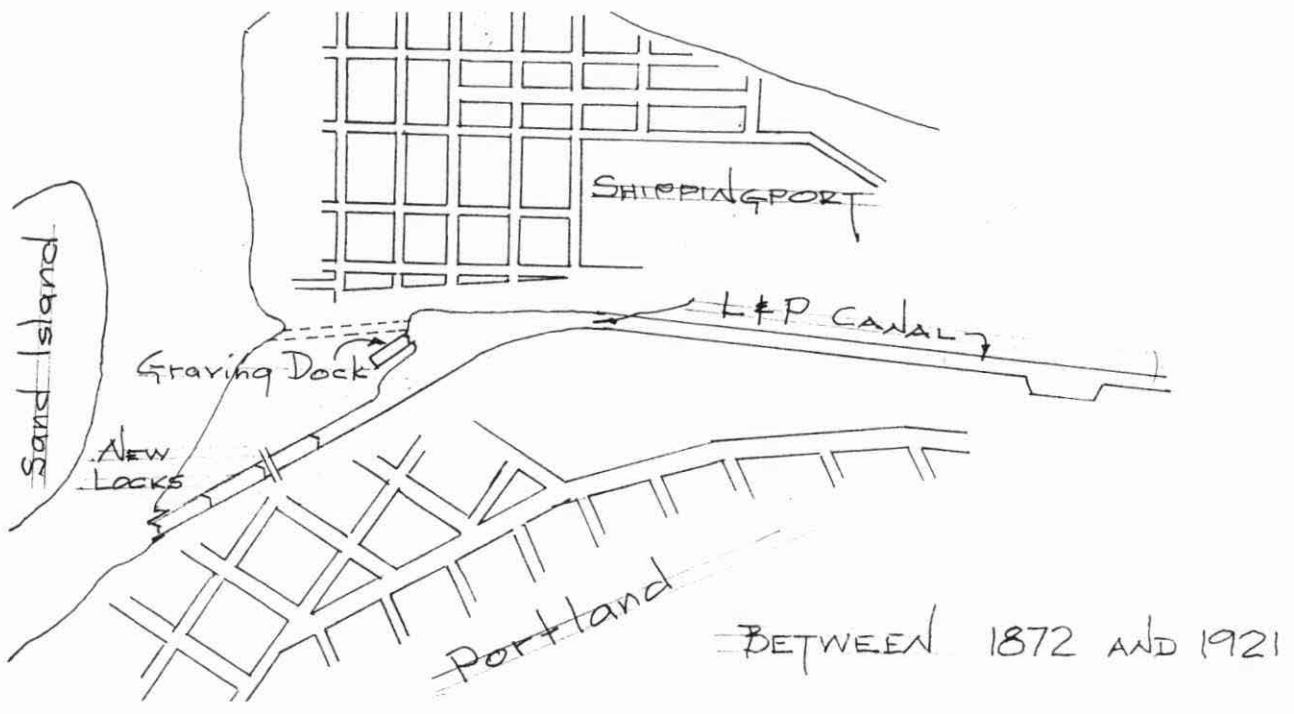 SHIPPINGPORT
Sand Island
L&P CANAL
Graving Dock
NEW
LOCKS
Portland
BETWEEN 1872 AND 1921